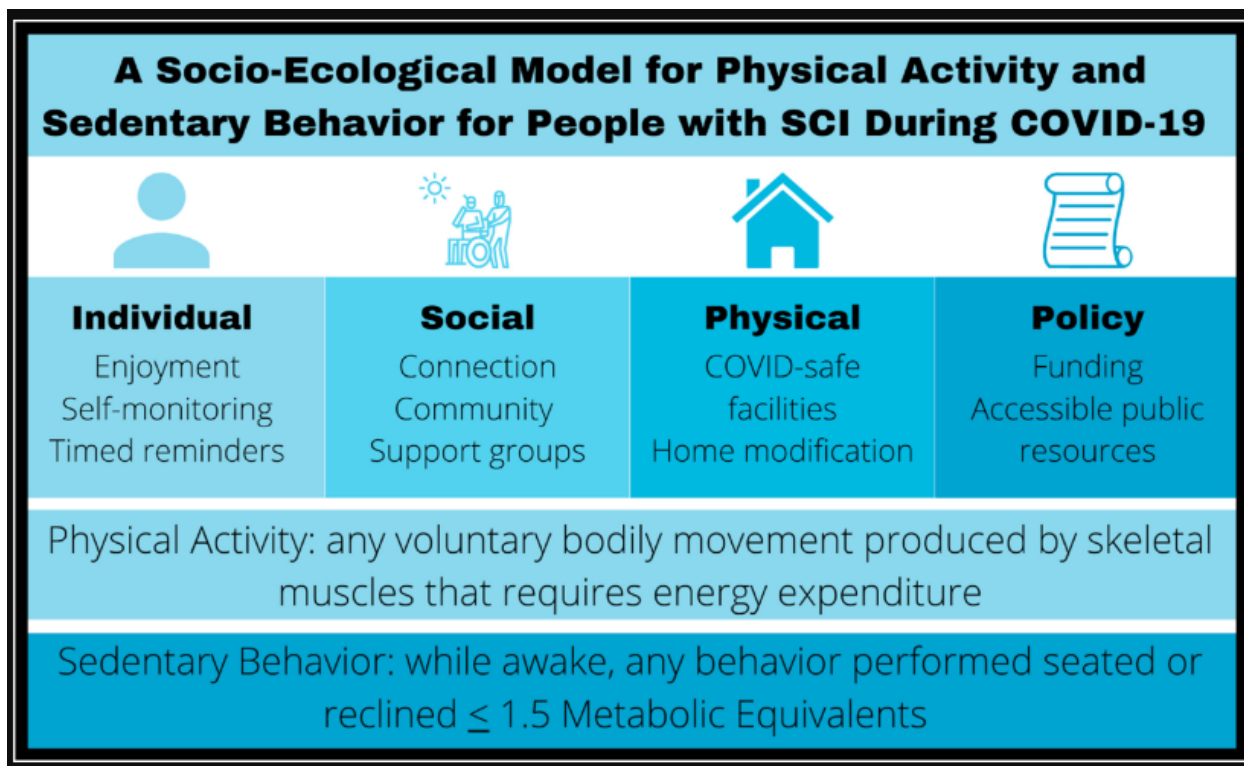 A Socio-Ecological Model for Physical Activity and
Sedentary Behavior for People with SCI During COVID-19
Individual
Enjoyment
Self-monitoring
Timed reminders
Social
Connection
Community
Support groups
Physical
COVID-safe
facilities
Home modification
Policy
Funding
Accessible public
resources
Physical Activity: any voluntary bodily movement produced by skeletal
muscles that requires energy expenditure
Sedentary Behavior: while awake, any behavior performed seated or
reclined ≤ 1.5 Metabolic Equivalents